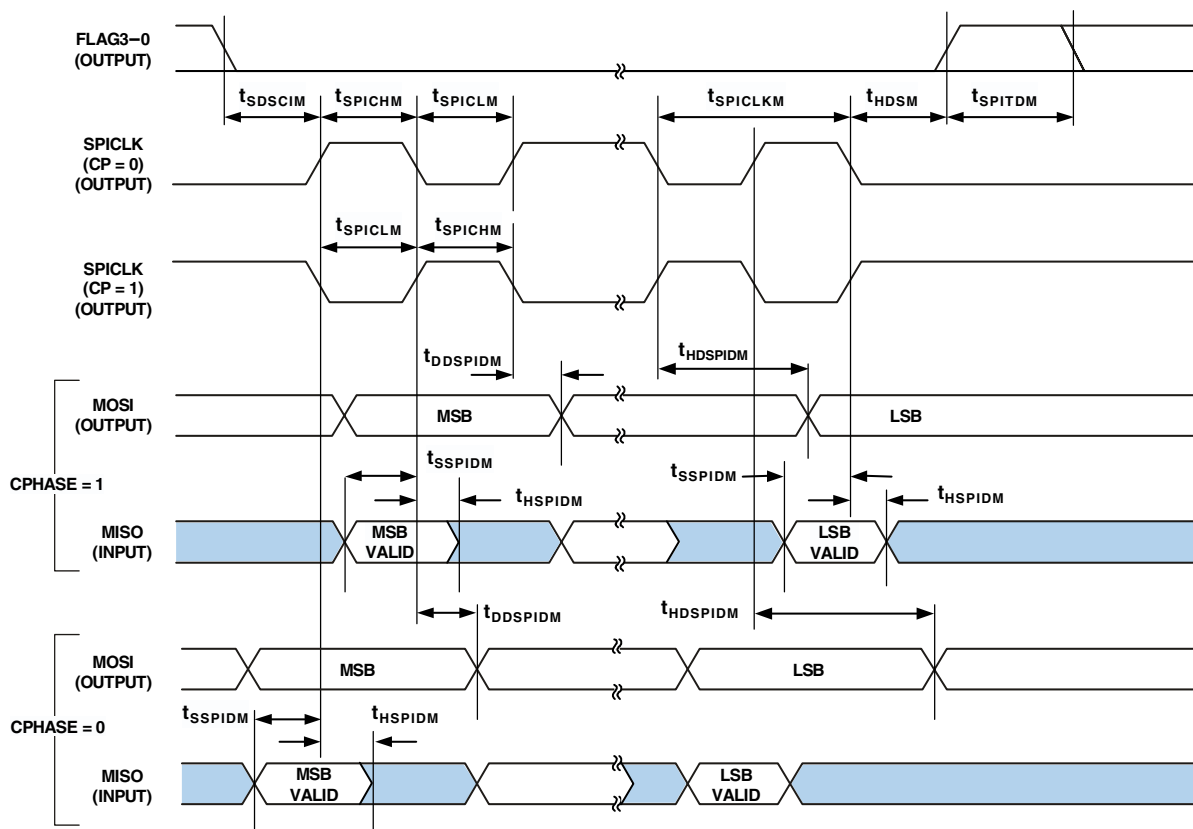 FLAG3–0
(OUTPUT)
tSDSCIM tSPICHM tSPICLM tSPICLKM tHDSM tSPITDM
SPICLK
(CP = 0)
(OUTPUT)
tSPICLM tSPICHM
SPICLK
(CP = 1)
(OUTPUT)
tDDSPIDM tHDSPIDM
MOSI
(OUTPUT)
MSB LSB
CPHASE = 1
tSSPIDM tSSPIDM
tHSPIDM tHSPIDM
MISO
(INPUT)
MSB
VALID
LSB
VALID
tDDSPIDM tHDSPIDM
MOSI
(OUTPUT)
MSB LSB
CPHASE = 0
tSSPIDM tHSPIDM
MISO
(INPUT)
MSB
VALID
LSB
VALID